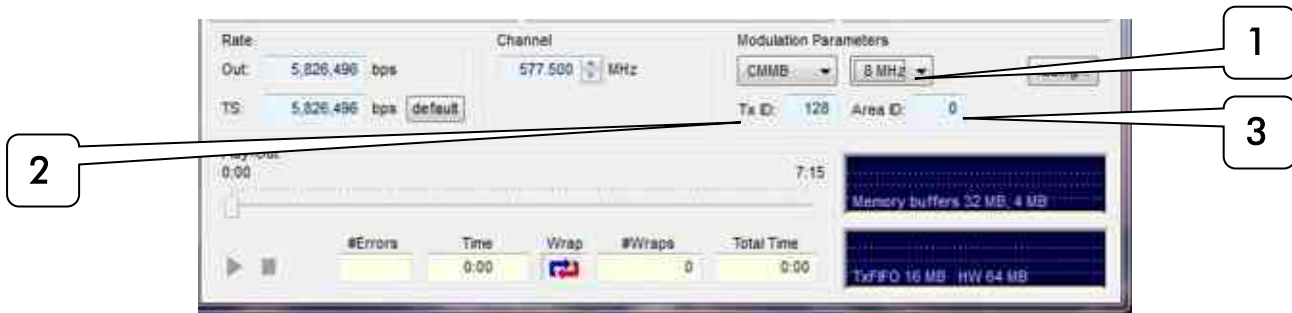 Rate Channel Modulation Parameters 1
Out: 5,826,496 bps 577.500 MHz CMMB 8 MHz
TS: 5,826,496 bps default Tx ID: 128 Area ID: 0
3
2
0:00 7:15
Memory buffers 32 MB, 4 MB
#Errors Time Wrap #Wraps Total Time
0:00 0 0:00
TxFIFO 16 MB HW 64 MB